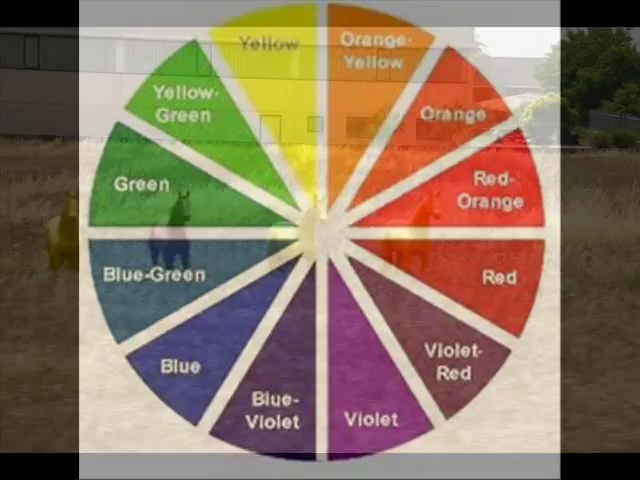 Yellow
Orange-
Yellow
Orange
Red-
Orange
Red
Violet-
Red
Violet
Blue-
Violet
Blue
Blue-Green
Green
Yellow-
Green